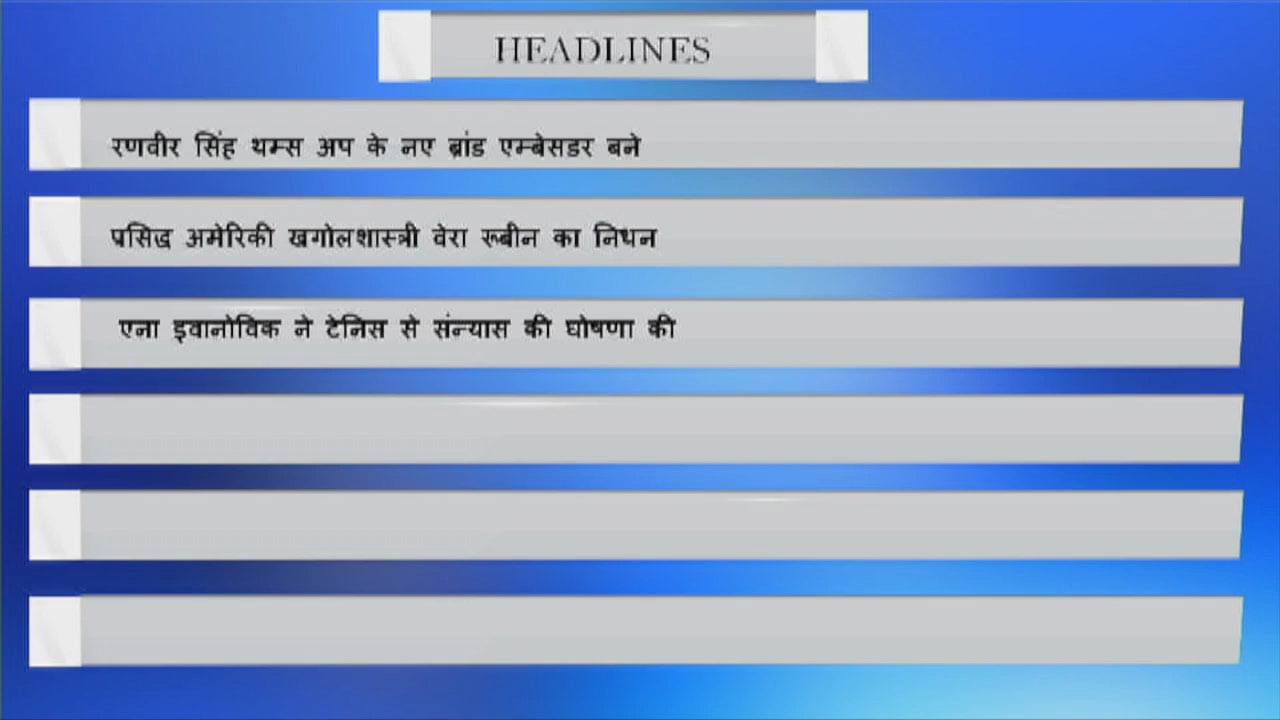 HEADLINES
रणवीर सिंह थम्स अप के नए ब्रांड एम्बेसडर बने
प्रसिद्ध अमेरिकी खगोलशास्त्री वेरा रूबीन का निधन
एना इवानोविक ने टेनिस से संन्यास की घोषणा की